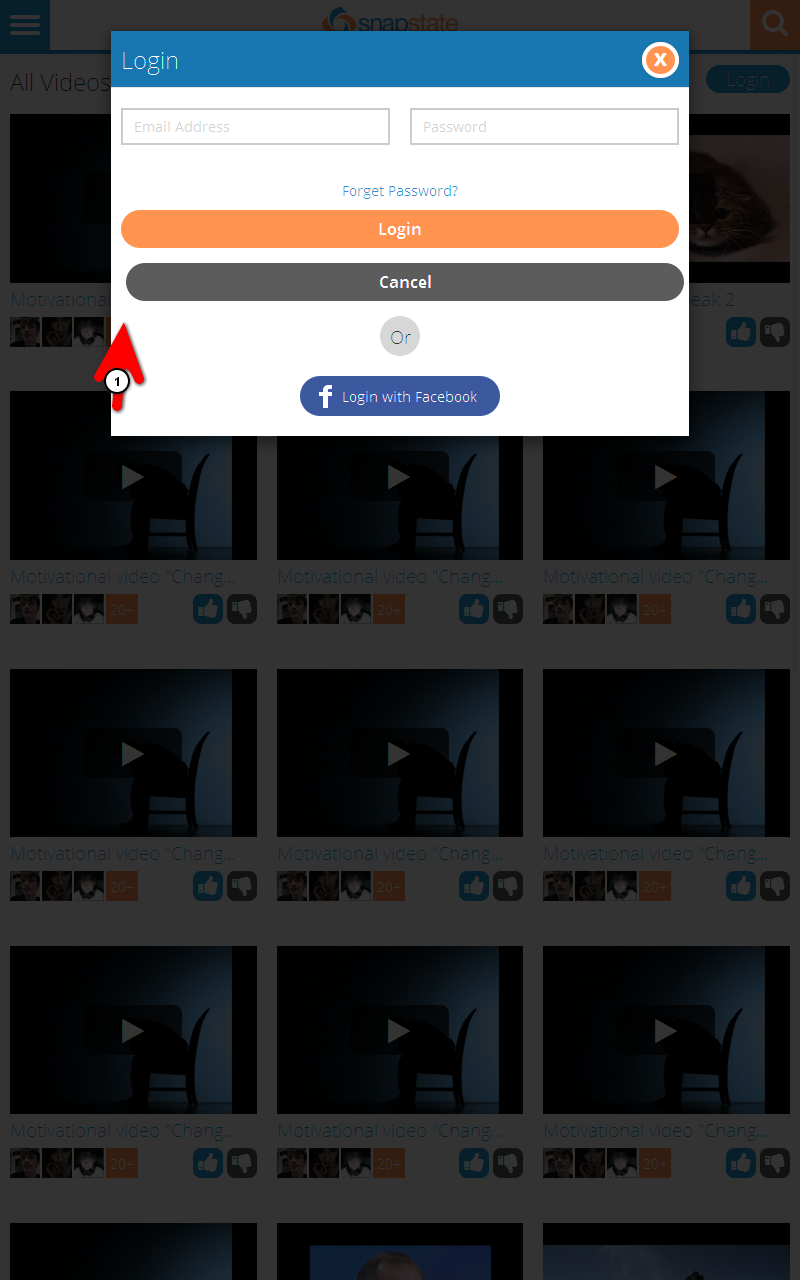 snapstate
Login
X
All Videos
Login
Email Address
Password
Forget Password?
Login
Cancel
Motivational
eak 2
Or
1
Login with Facebook
Motivational video "Chang...
Motivational video "Chang...
Motivational video "Chang...
20+
20+
20+
Motivational video "Chang...
Motivational video "Chang...
Motivational video "Chang...
20+
20+
20+
Motivational video "Chang...
Motivational video "Chang...
Motivational video "Chang...
20+
20+
20+